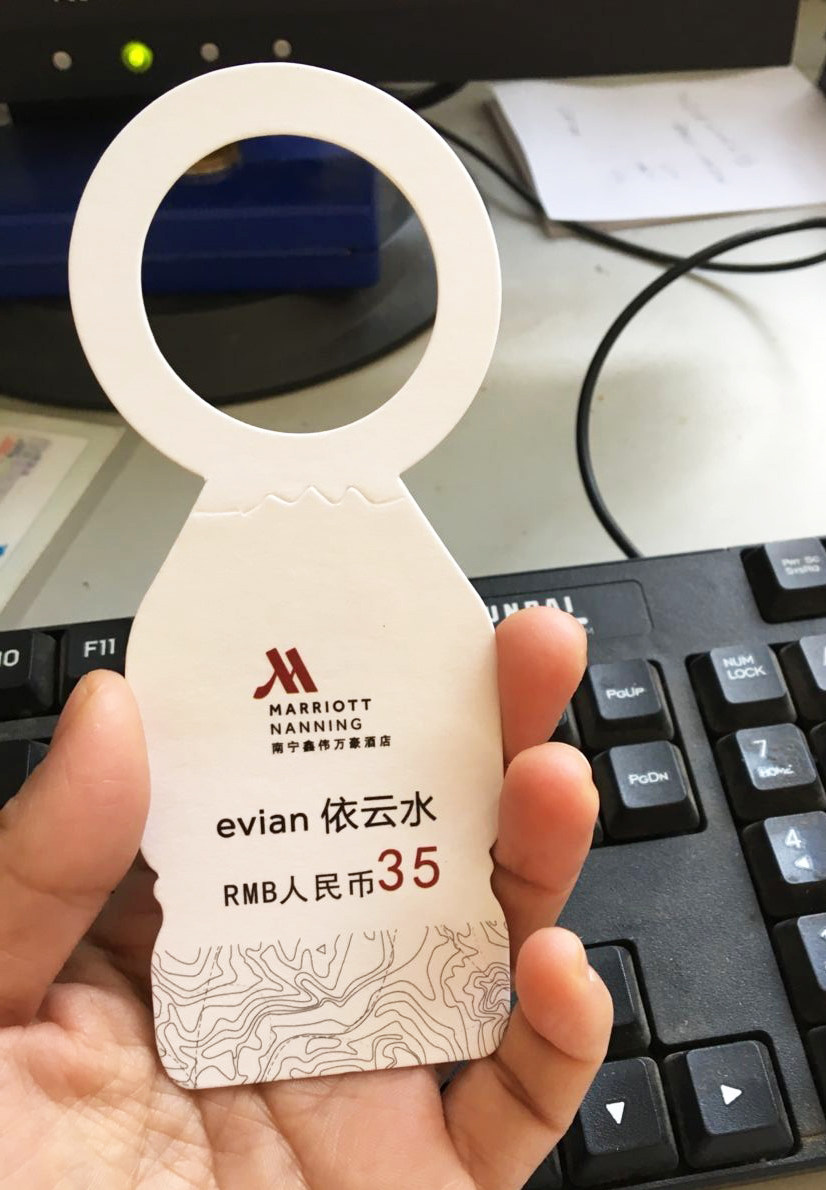 MARRIOTT
NANNING
南宁鑫伟万豪酒店
evian 依云水
RMB人民币35
F11
PgUp
PgDn
NUM
LOCK
7
4